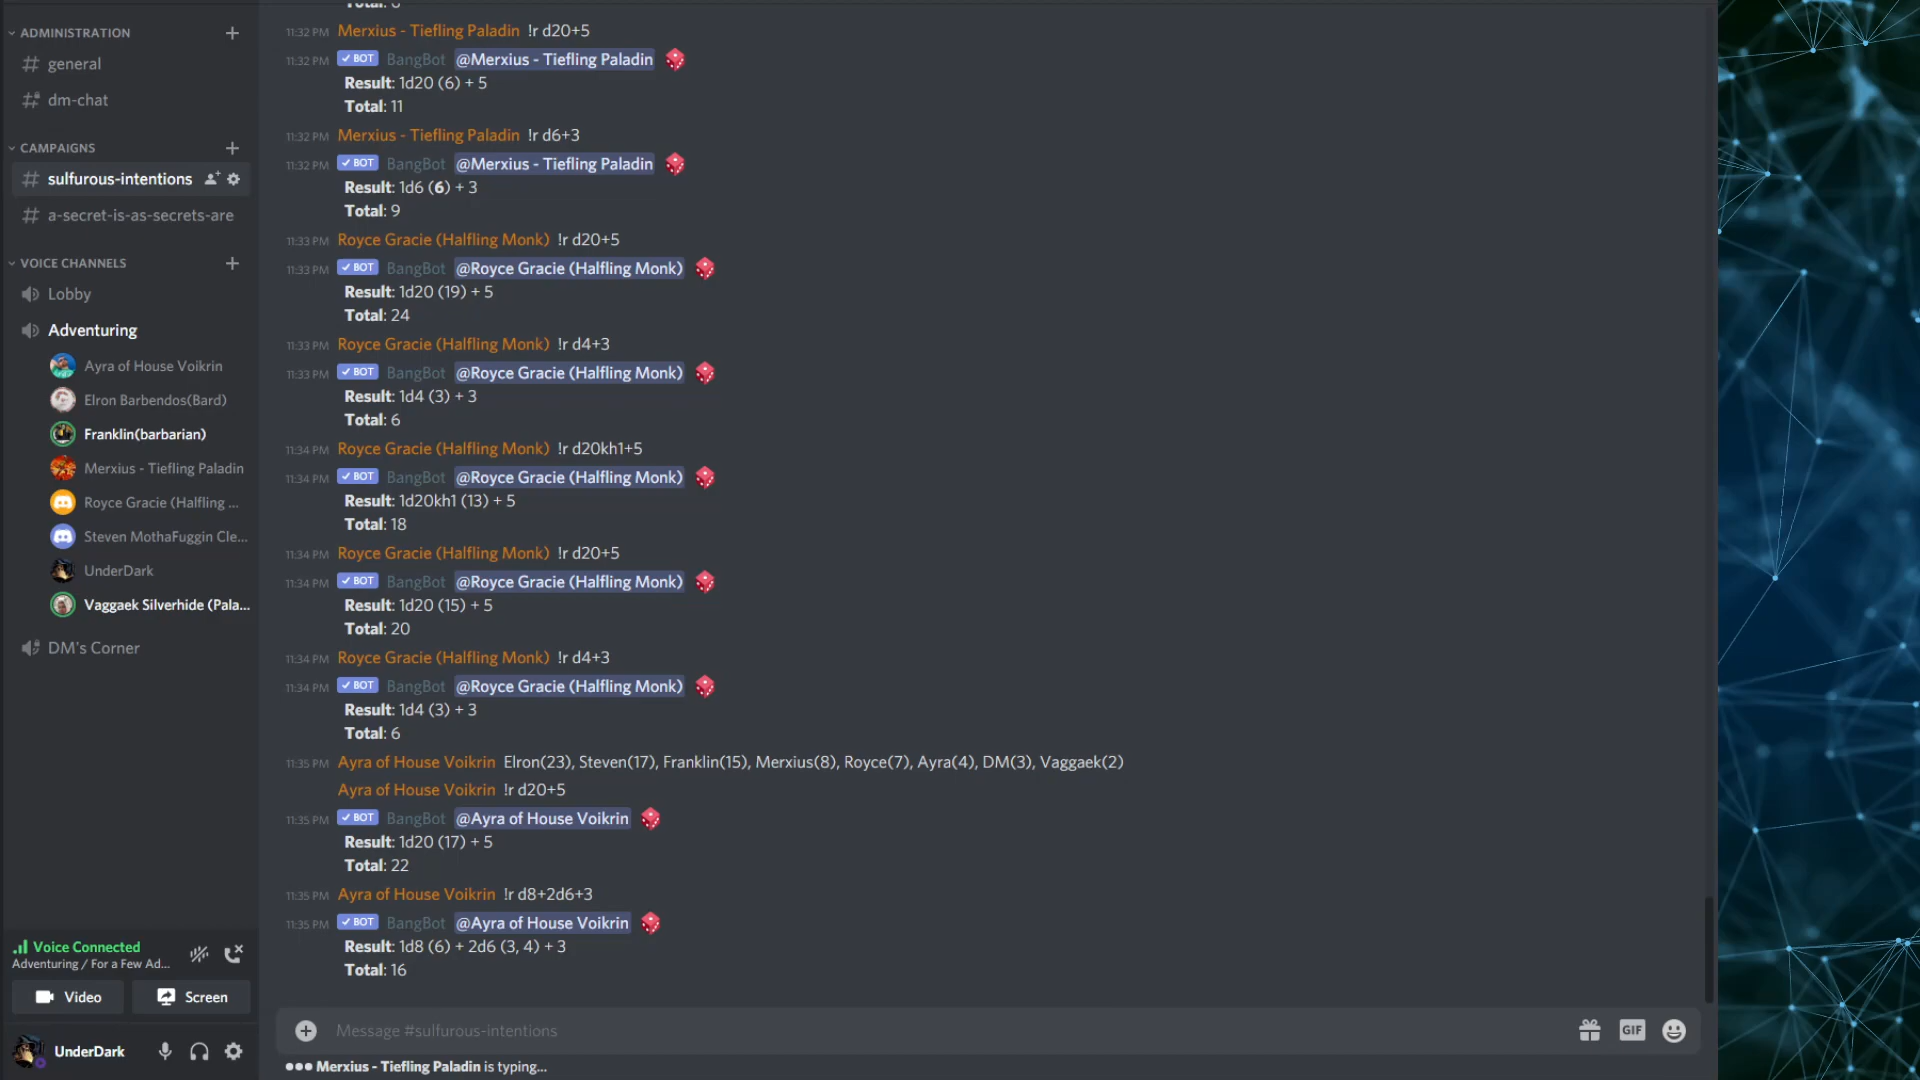 ADMINISTRATION
general
dm-chat
CAMPAIGNS
sulfurous-intentions
a-secret-is-as-secrets-are
VOICE CHANNELS
Lobby
Adventuring
Ayra of House Voikrin
Elron Barbendos(Bard)
Franklin(barbarian)
Merxius - Tiefling Paladin
Royce Gracie (Halfling ...
Steven MothaFuggin Cle...
UnderDark
Vaggaek Silverhide (Pala...
DM's Corner
Voice Connected
Adventuring / For a Few Ad...
Video Screen
UnderDark
Total: 6
11:32 PM Merxius - Tiefling Paladin !r d20+5
11:32 PM BOT BangBot @Merxius - Tiefling Paladin
Result: 1d20 (6) + 5
Total: 11
11:32 PM Merxius - Tiefling Paladin !r d6+3
11:32 PM BOT BangBot @Merxius - Tiefling Paladin
Result: 1d6 (6) + 3
Total: 9
11:33 PM Royce Gracie (Halfling Monk) !r d20+5
11:33 PM BOT BangBot @Royce Gracie (Halfling Monk)
Result: 1d20 (19) + 5
Total: 24
11:33 PM Royce Gracie (Halfling Monk) !r d4+3
11:33 PM BOT BangBot @Royce Gracie (Halfling Monk)
Result: 1d4 (3) + 3
Total: 6
11:34 PM Royce Gracie (Halfling Monk) !r d20kh1+5
11:34 PM BOT BangBot @Royce Gracie (Halfling Monk)
Result: 1d20kh1 (13) + 5
Total: 18
11:34 PM Royce Gracie (Halfling Monk) !r d20+5
11:34 PM BOT BangBot @Royce Gracie (Halfling Monk)
Result: 1d20 (15) + 5
Total: 20
11:34 PM Royce Gracie (Halfling Monk) !r d4+3
11:34 PM BOT BangBot @Royce Gracie (Halfling Monk)
Result: 1d4 (3) + 3
Total: 6
11:35 PM Ayra of House Voikrin Elron(23), Steven(17), Franklin(15), Merxius(8), Royce(7), Ayra(4), DM(3), Vaggaek(2)
Ayra of House Voikrin !r d20+5
11:35 PM BOT BangBot @Ayra of House Voikrin
Result: 1d20 (17) + 5
Total: 22
11:35 PM Ayra of House Voikrin !r d8+2d6+3
11:35 PM BOT BangBot @Ayra of House Voikrin
Result: 1d8 (6) + 2d6 (3, 4) + 3
Total: 16
Message #sulfurous-intentions
GIF
Merxius - Tiefling Paladin is typing...